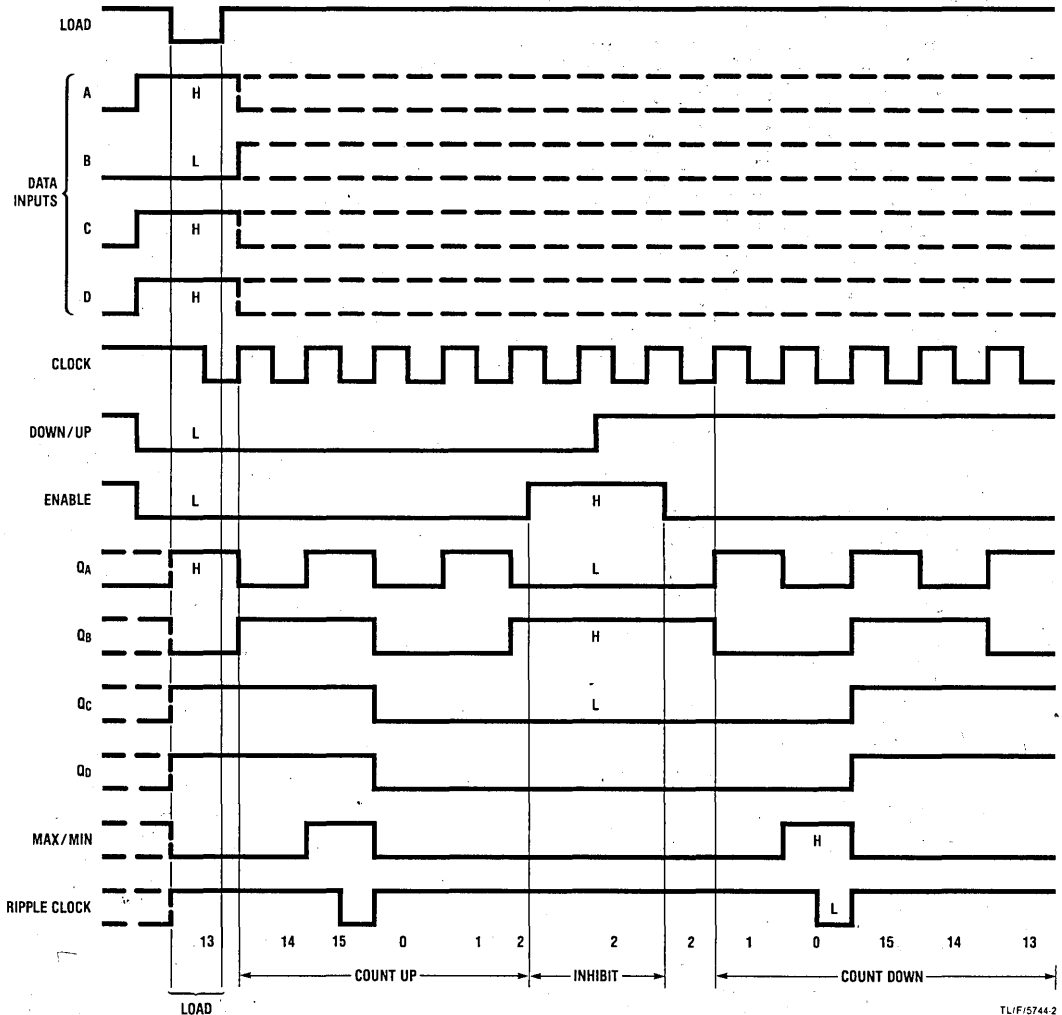 LOAD
A
H
B
L
DATA
INPUTS
C
H
D
H
CLOCK
DOWN/UP
L
ENABLE
L
H
QA
H
L
QB
H
QC
L
QD
MAX/MIN
H
RIPPLE CLOCK
L
13 14 15 0 1 2 2 2 1 0 15 14 13
COUNT UP INHIBIT COUNT DOWN
LOAD
TL/F/5744-2